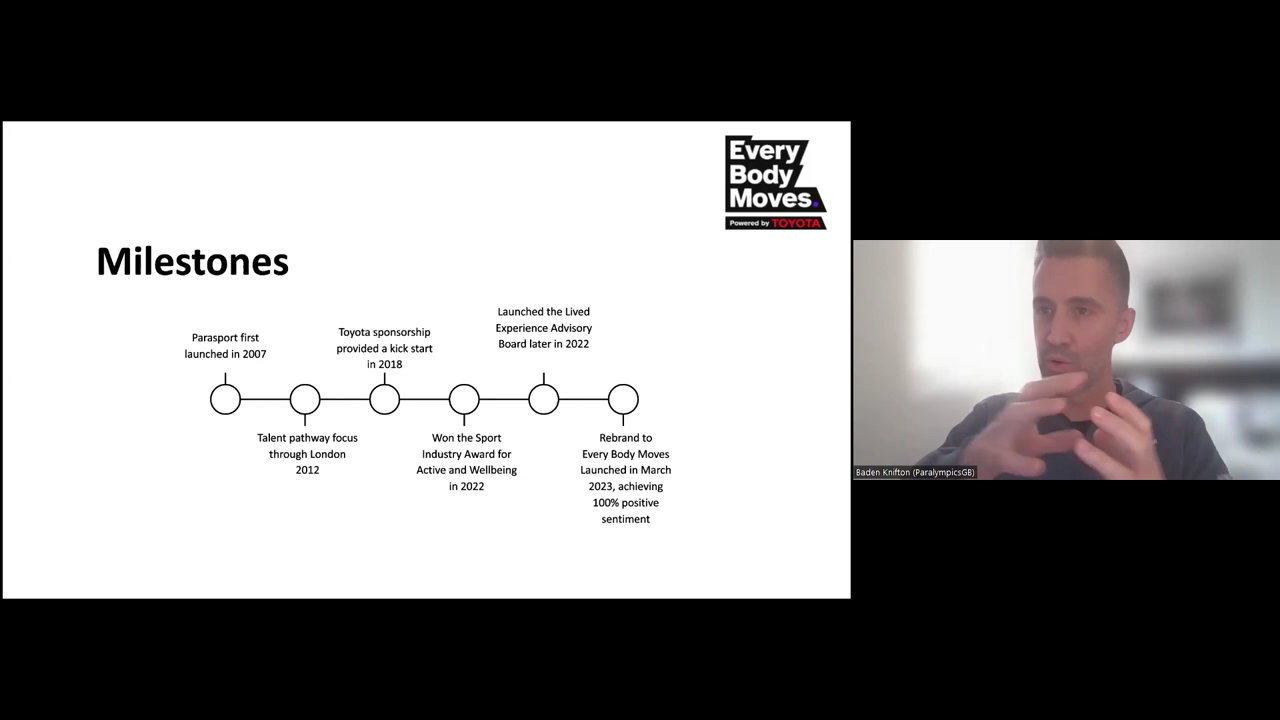 Every
Body
Moves.
Powered by TOYOTA
Milestones
Parasport first
launched in 2007
Talent pathway focus
through London
2012
Toyota sponsorship
provided a kick start
in 2018
Won the Sport
Industry Award for
Active and Wellbeing
in 2022
Launched the Lived
Experience Advisory
Board later in 2022
Rebrand to
Every Body Moves
Launched in March
2023, achieving
100% positive
sentiment
Baden Knifton (ParalympicsGB)